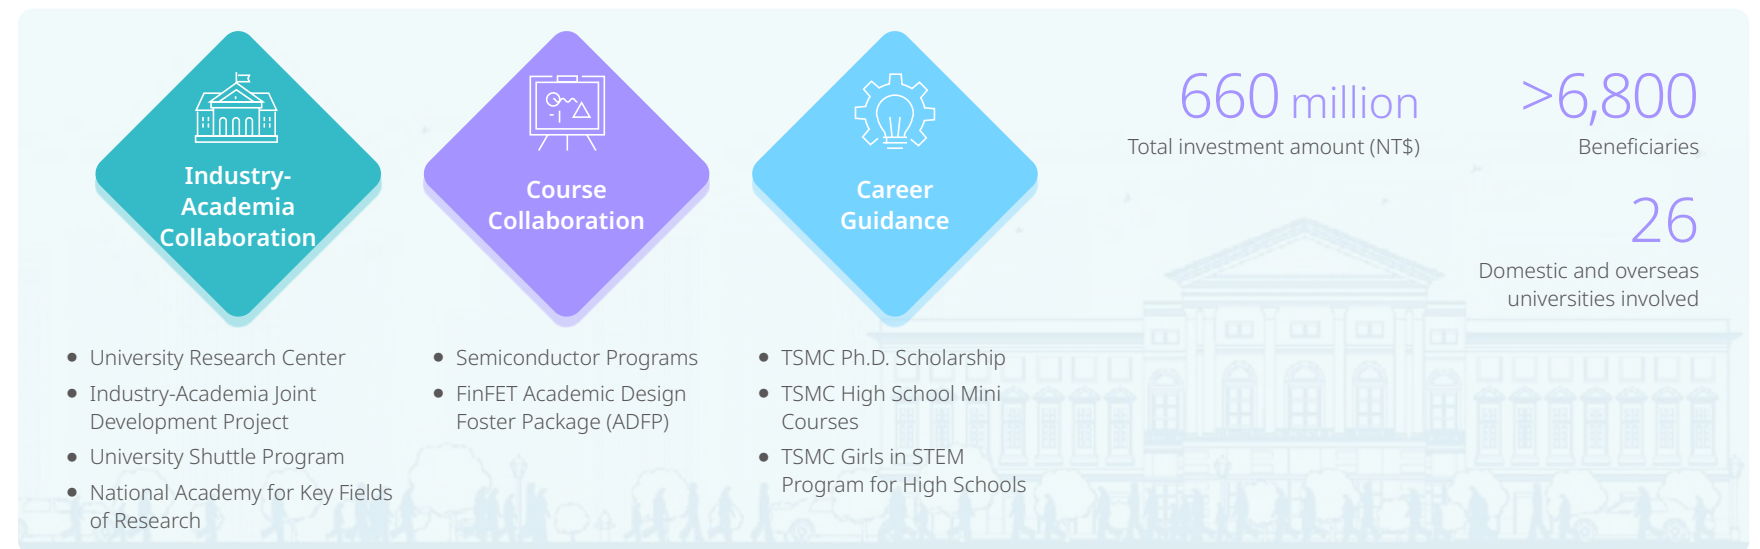 Industry-
Academia
Collaboration
University Research Center
Industry-Academia Joint
Development Project
University Shuttle Program
National Academy for Key Fields
of Research
Course
Collaboration
Semiconductor Programs
FinFET Academic Design
Foster Package (ADFP)
Career
Guidance
TSMC Ph.D. Scholarship
TSMC High School Mini
Courses
TSMC Girls in STEM
Program for High Schools
660 million
Total investment amount (NT$)
>6,800
Beneficiaries
26
Domestic and overseas
universities involved